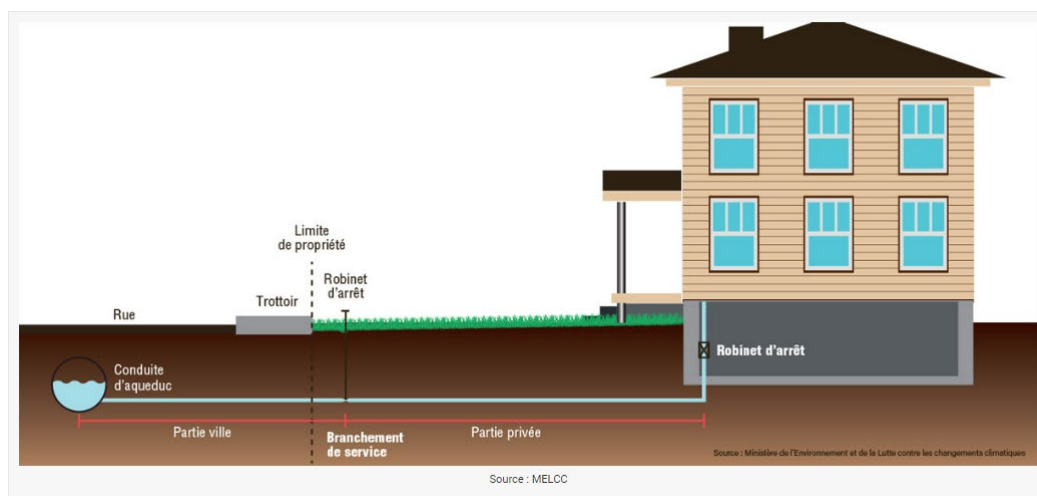 Limite
de propriété
Robinet
d'arrêt
Trottoir
Rue
Conduite
d'aqueduc
Robinet d'arrêt
Partie ville
Branchement
de service
Partie privée
Source : Ministère de l'Environnement et de la Lutte contre les changements climatiques
Source : MELCC